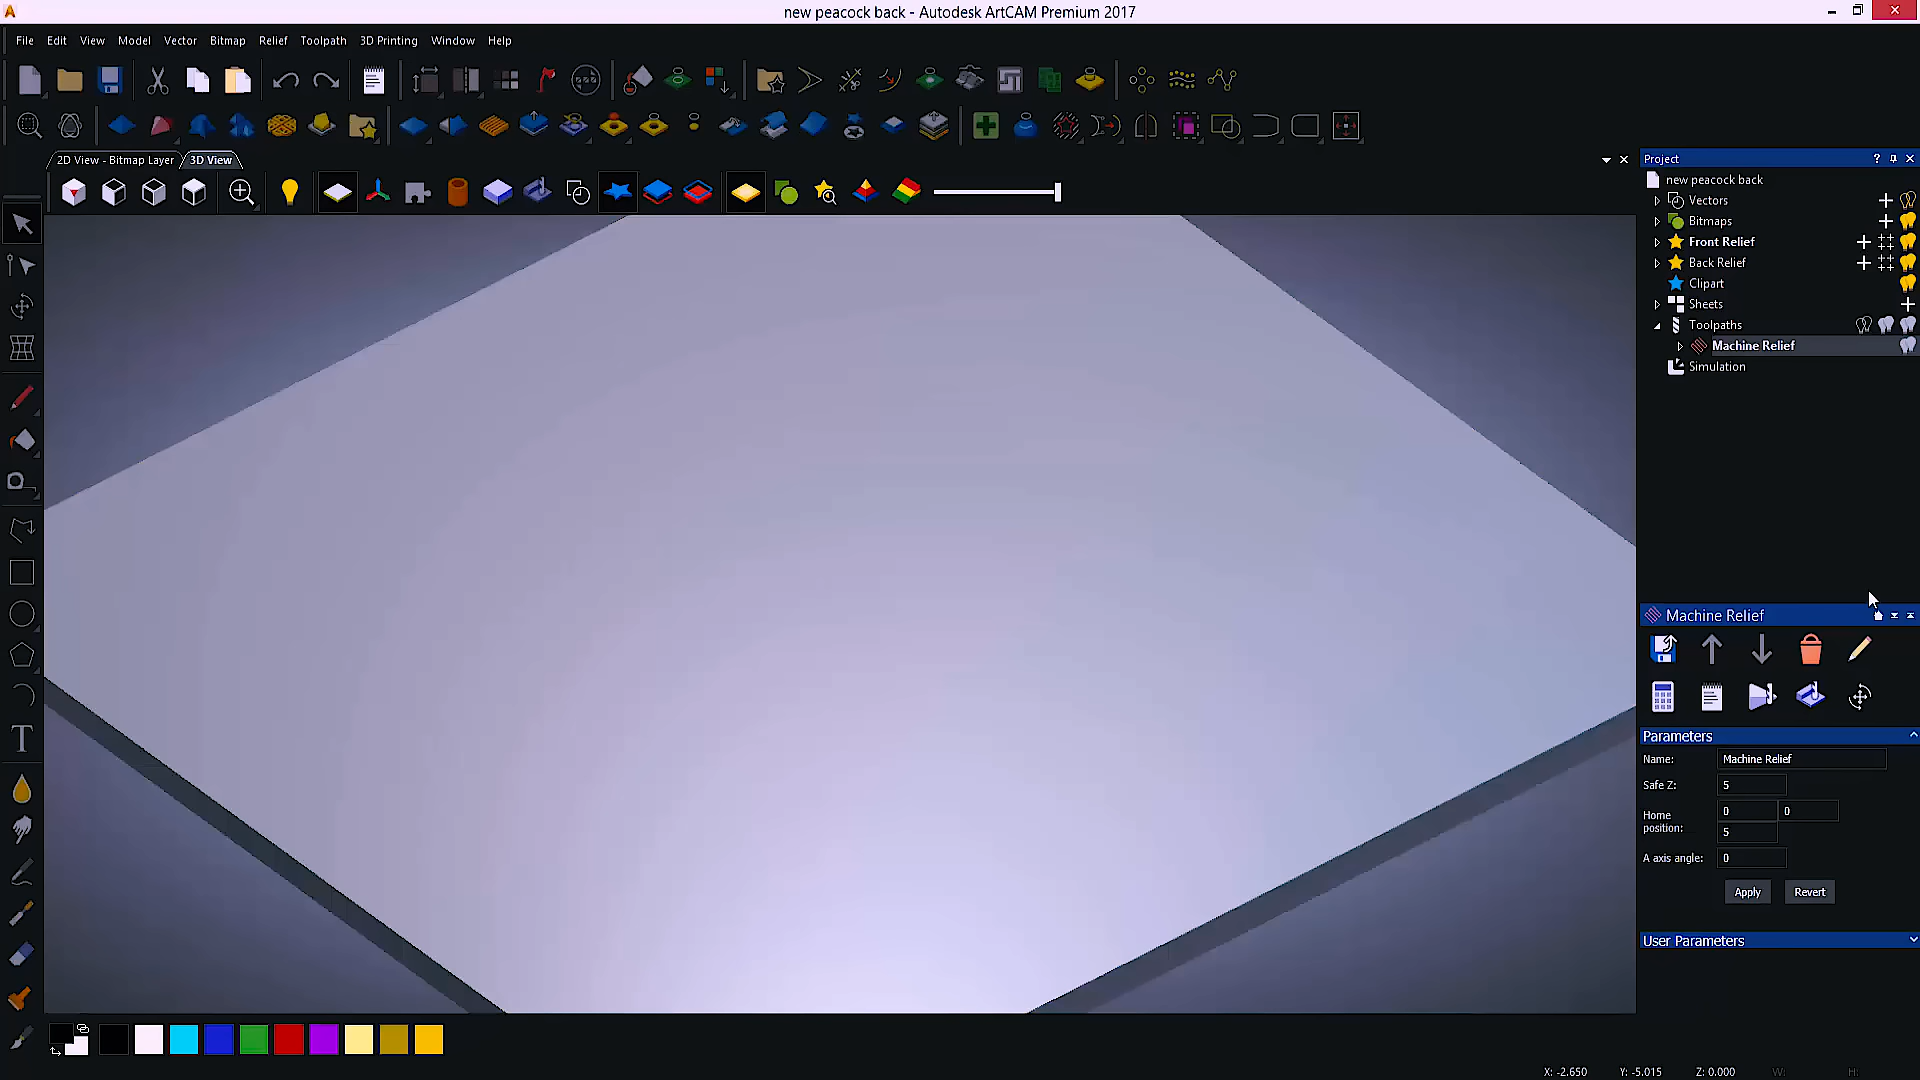 new peacock back - Autodesk ArtCAM Premium 2017
File Edit View Model Vector Bitmap Relief Toolpath 3D Printing Window Help
2D View - Bitmap Layer 3D View
Project
new peacock back
Vectors
Bitmaps
Front Relief
Back Relief
Clipart
Sheets
Toolpaths
Machine Relief
Simulation
Machine Relief
Parameters
Name: Machine Relief
Safe Z: 5
Home position: 0 0
5
A axis angle: 0
Apply Revert
User Parameters
X: -2.650 Y: -5.015 Z: 0.000 W: H: